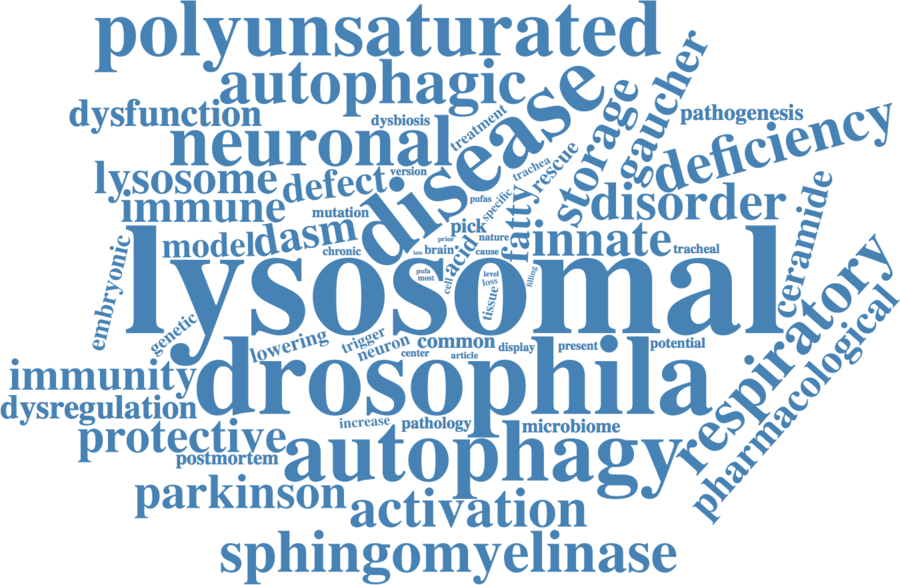 polyunsaturated
autophagic
gaucher
dysfunction
disease
storage
pathogenesis
dysbiosis
treatment
neuronal
deficiency
trachea
rescue
lysosome
defect
version
pufas
specific
fatty
disorder
immune
mutation
ceramide
model
dasm
pick
nature
innate
tracheal
chronic
prior
late
brain
acid
cause
embryonic
lysosomal
pufa
most
cell
level
loss
tissue
filling
respiratory
genetic
lowering
trigger
neuron
common
center
article
display
present
potential
pharmacological
immunity
drosophila
dysregulation
increase
pathology
microbiome
protective
postmortem
autophagy
parkinson
activation
sphingomyelinase